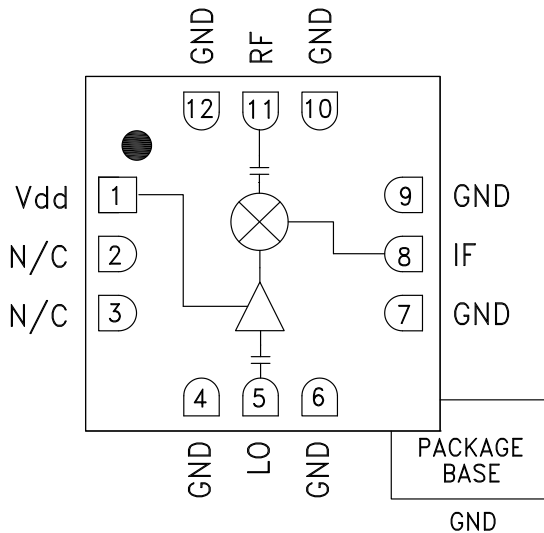 GND RF GND
12 11 10
Vdd 1 9 GND
N/C 2 8 IF
N/C 3 7 GND
4 5 6
GND LO GND
PACKAGE
BASE
GND